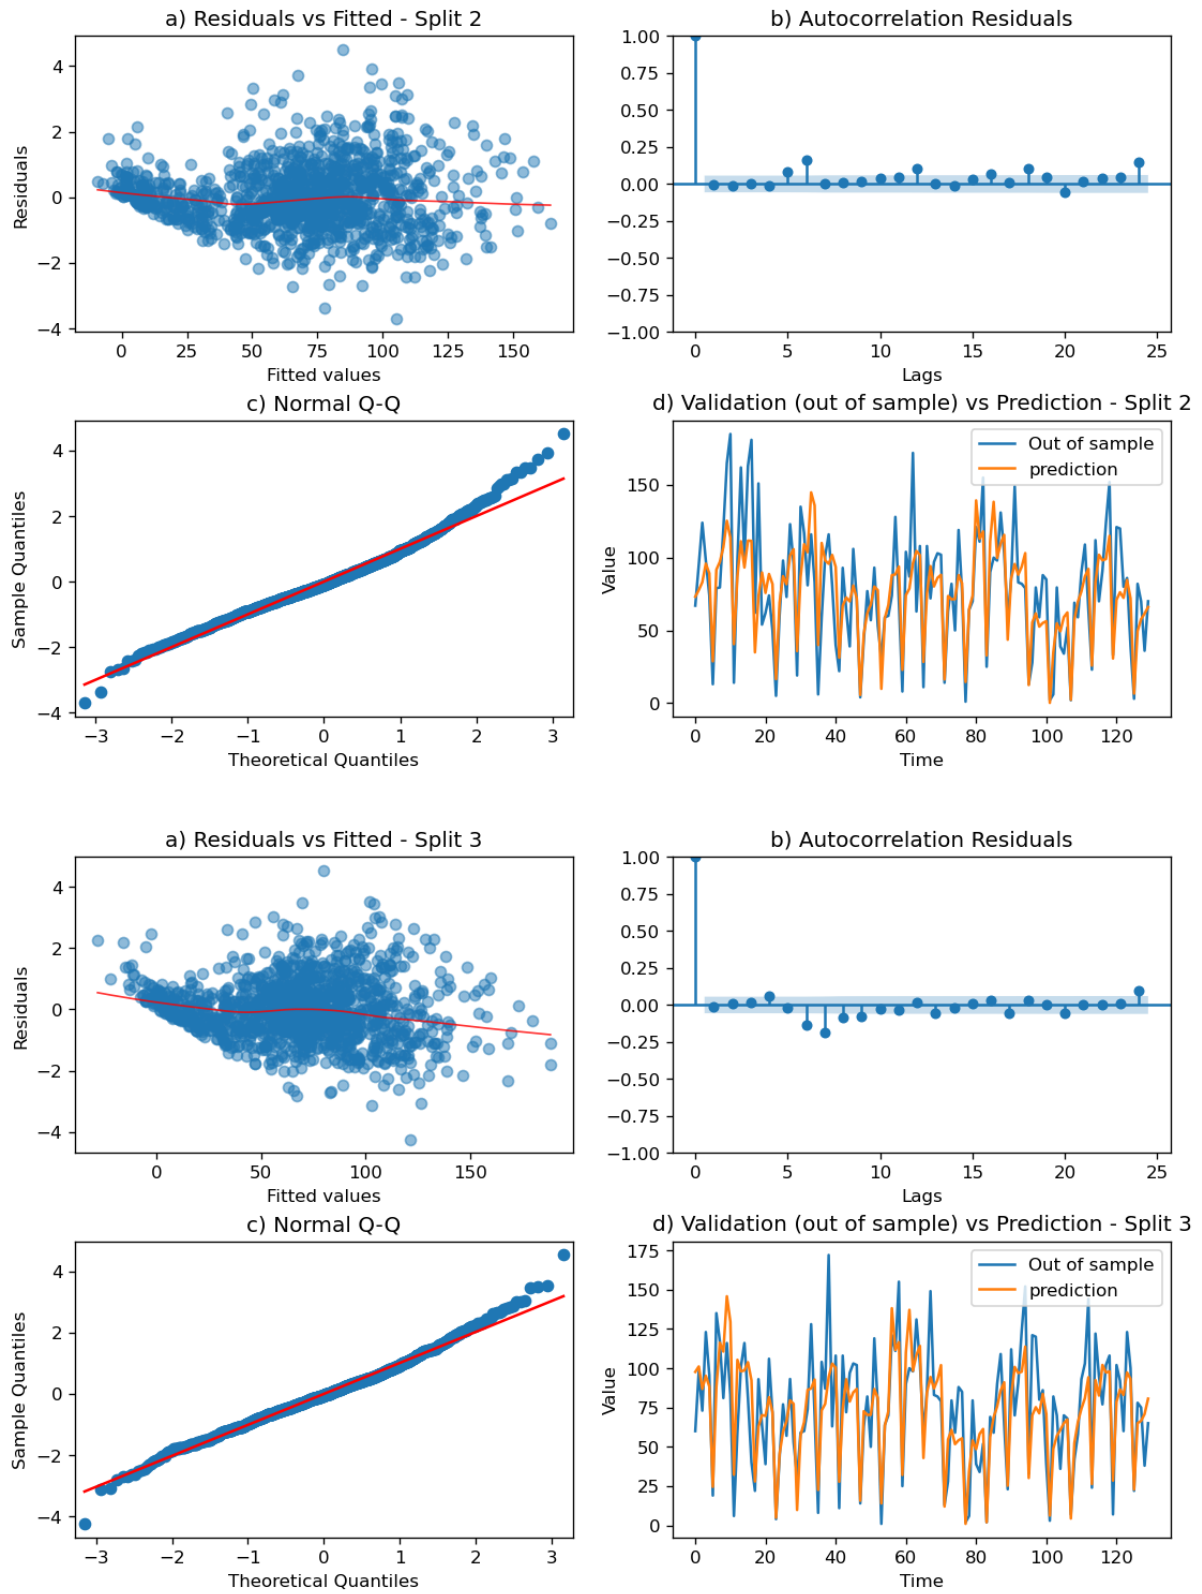 a) Residuals vs Fitted - Split 2
Residuals
4
2
0
−2
−4
0 25 50 75 100 125 150
Fitted values
b) Autocorrelation Residuals
1.00
0.75
0.50
0.25
0.00
−0.25
−0.50
−0.75
−1.00
0 5 10 15 20 25
Lags
c) Normal Q-Q
Sample Quantiles
4
2
0
−2
−4
−3 −2 −1 0 1 2 3
Theoretical Quantiles
d) Validation (out of sample) vs Prediction - Split 2
Out of sample
prediction
Value
150
100
50
0
0 20 40 60 80 100 120
Time
a) Residuals vs Fitted - Split 3
Residuals
4
2
0
−2
−4
0 50 100 150
Fitted values
b) Autocorrelation Residuals
1.00
0.75
0.50
0.25
0.00
−0.25
−0.50
−0.75
−1.00
0 5 10 15 20 25
Lags
c) Normal Q-Q
Sample Quantiles
4
2
0
−2
−4
−3 −2 −1 0 1 2 3
Theoretical Quantiles
d) Validation (out of sample) vs Prediction - Split 3
Out of sample
prediction
Value
175
150
125
100
75
50
25
0
0 20 40 60 80 100 120
Time